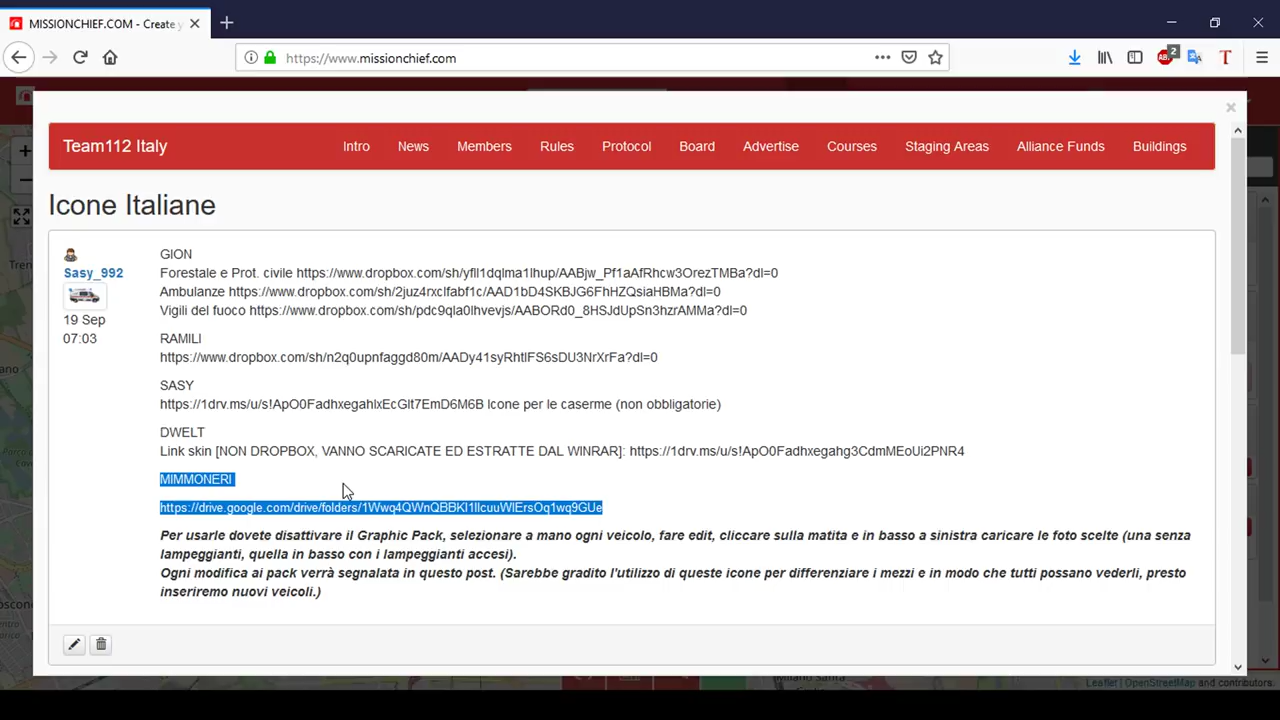 MISSIONCHIEF.COM - Create y
https://www.missionchief.com
2
Team112 Italy Intro News Members Rules Protocol Board Advertise Courses Staging Areas Alliance Funds Buildings
Icone Italiane
Sasy_992
19 Sep
07:03
GION
Forestale e Prot. civile https://www.dropbox.com/sh/yfll1dqlma1lhup/AABjw_Pf1aAfRhcw3OrezTMBa?dl=0
Ambulanze https://www.dropbox.com/sh/2juz4rxclfabf1c/AAD1bD4SKBJG6FhHZQsiaHBMa?dl=0
Vigili del fuoco https://www.dropbox.com/sh/pdc9qla0lhvevjs/AABORd0_8HSJdUpSn3hzrAMMa?dl=0
RAMILI
https://www.dropbox.com/sh/n2q0upnfaggd80m/AADy41syRhtlFS6sDU3NrXrFa?dl=0
SASY
https://1drv.ms/u/s!ApO0FadhxegahlxEcGlt7EmD6M6B Icone per le caserme (non obbligatorie)
DWELT
Link skin [NON DROPBOX, VANNO SCARICATE ED ESTRATTE DAL WINRAR]: https://1drv.ms/u/s!ApO0Fadhxegahg3CdmMEoUi2PNR4
MIMMONERI
https://drive.google.com/drive/folders/1Wwq4QWnQBBKI1IlcuuWIErsOq1wq9GUe
Per usarle dovete disattivare il Graphic Pack, selezionare a mano ogni veicolo, fare edit, cliccare sulla matita e in basso a sinistra caricare le foto scelte (una senza
lampeggianti, quella in basso con i lampeggianti accesi).
Ogni modifica ai pack verrà segnalata in questo post. (Sarebbe gradito l'utilizzo di queste icone per differenziare i mezzi e in modo che tutti possano vederli, presto
inseriremo nuovi veicoli.)
Leaflet | OpenStreetMap and contributors